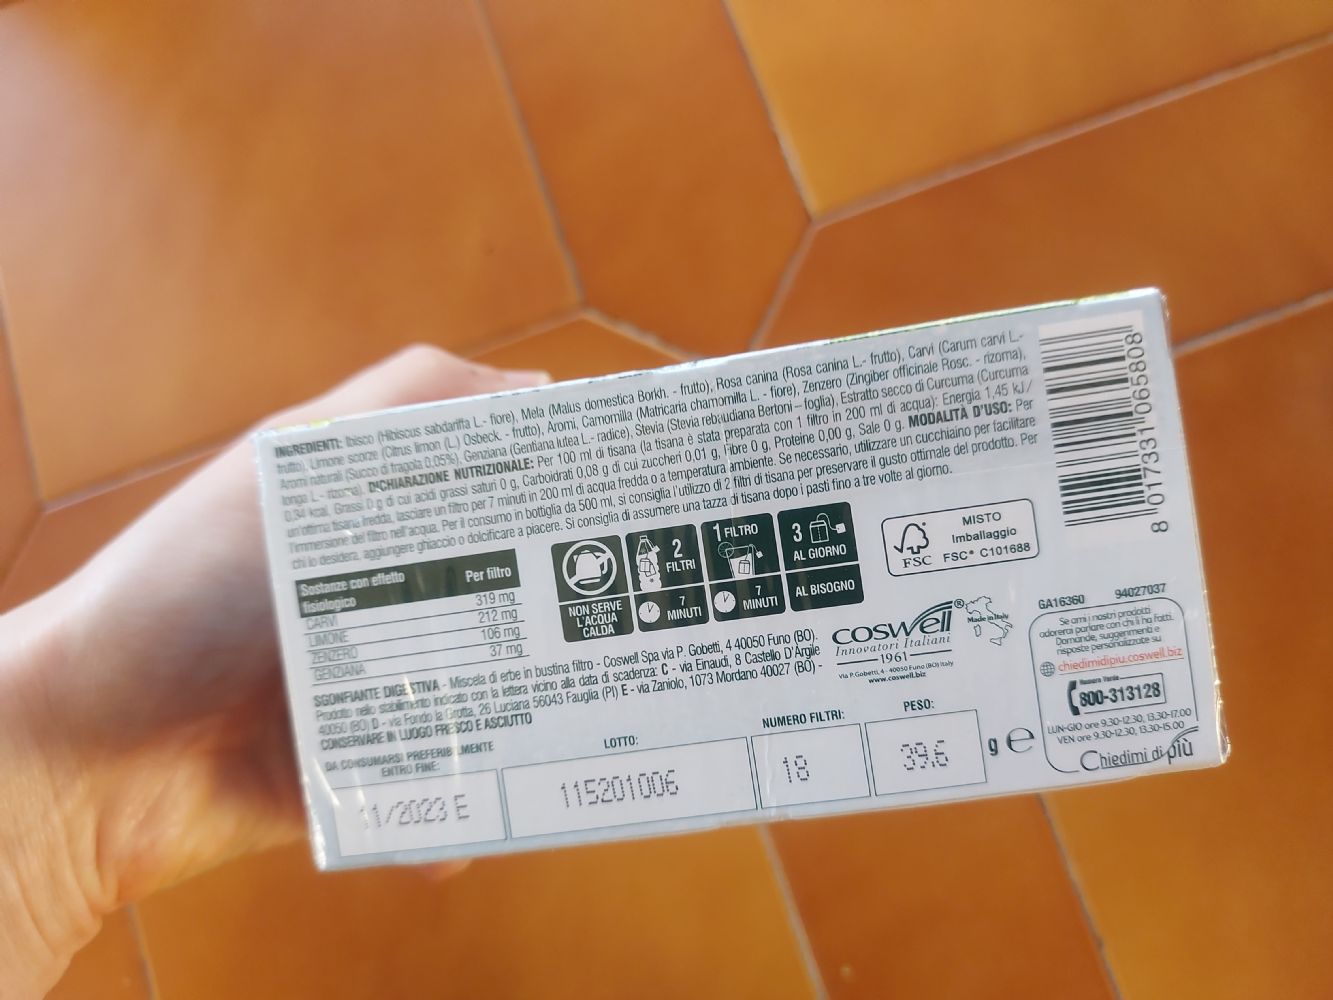 INGREDIENTI: Ibisco (Hibiscus sabdariffa L.- fiore), Mela (Malus domestica Borkh. - frutto), Rosa canina (Rosa canina L.- frutto), Carvi (Carum carvi L.-
frutto), Limone scorze (Citrus limon (L.) Osbeck. - frutto), Aromi, Camomilla (Matricaria chamomilla L. - fiore), Zenzero (Zingiber officinale Rosc. - rizoma),
Aromi naturali (Succo di fragola 0.05%), Genziana (Gentiana lutea L.- radice), Stevia (Stevia rebaudiana Bertoni – foglia), Estratto secco di Curcuma (Curcuma
longa L - rizoma). DICHIARAZIONE NUTRIZIONALE: Per 100 ml di tisana (la tisana è stata preparata con 1 filtro in 200 ml di acqua): Energia 1,45 kJ /
0,34 kcal, Grassi 0 g di cui acidi grassi saturi 0 g, Carboidrati 0,08 g di cui zuccheri 0,01 g, Fibre 0 g, Proteine 0,00 g, Sale 0 g. MODALITÀ D'USO: Per
un'ottima tisana fredda, lasciare un filtro per 7 minuti in 200 ml di acqua fredda o a temperatura ambiente. Se necessario, utilizzare un cucchiaino per facilitare
l'immersione del filtro nell'acqua. Per il consumo in bottiglia da 500 ml, si consiglia l'utilizzo di 2 filtri di tisana per preservare il gusto ottimale del prodotto. Per
chi lo desidera, aggiungere ghiaccio o dolcificare a piacere. Si consiglia di assumere una tazza di tisana dopo i pasti fino a tre volte al giorno.
8 017331 065808
Sostanze con effetto
fisiologico
Per filtro
CARVI 319 mg
LIMONE 212 mg
ZENZERO 106 mg
GENZIANA 37 mg
NON SERVE
L'ACQUA
CALDA
2
FILTRI
7
MINUTI
1 FILTRO
7
MINUTI
3
AL GIORNO
AL BISOGNO
FSC
MISTO
Imballaggio
FSC® C101688
SGONFIANTE DIGESTIVA - Miscela di erbe in bustina filtro - Coswell Spa via P. Gobetti, 4 40050 Funo (BO).
Prodotto nello stabilimento indicato con la lettera vicino alla data di scadenza: C - via Einaudi, 8 Castello D'Argile
40050 (BO) D - via Fondo la Grotta, 26 Luciana 56043 Fauglia (PI) E - via Zaniolo, 1073 Mordano 40027 (BO) -
CONSERVARE IN LUOGO FRESCO E ASCIUTTO
coswell®
Innovatori Italiani
1961
Via P.Gobetti, 4 - 40050 Funo (BO) Italy
www.coswell.biz
Made in Italy
GA16360 94027037
Se ami i nostri prodotti
adorerai parlare con chi li ha fatti.
Domande, suggerimenti e
risposte personalizzate su
chiedimidipiu.coswell.biz
Numero Verde
800-313128
LUN-GIO ore 9.30-12.30, 13.30-17.00
VEN ore 9.30-12.30, 13.30-15.00
Chiedimi di più
DA CONSUMARSI PREFERIBILMENTE
ENTRO FINE:
11/2023 E
LOTTO:
115201006
NUMERO FILTRI:
18
PESO:
39.6
g e